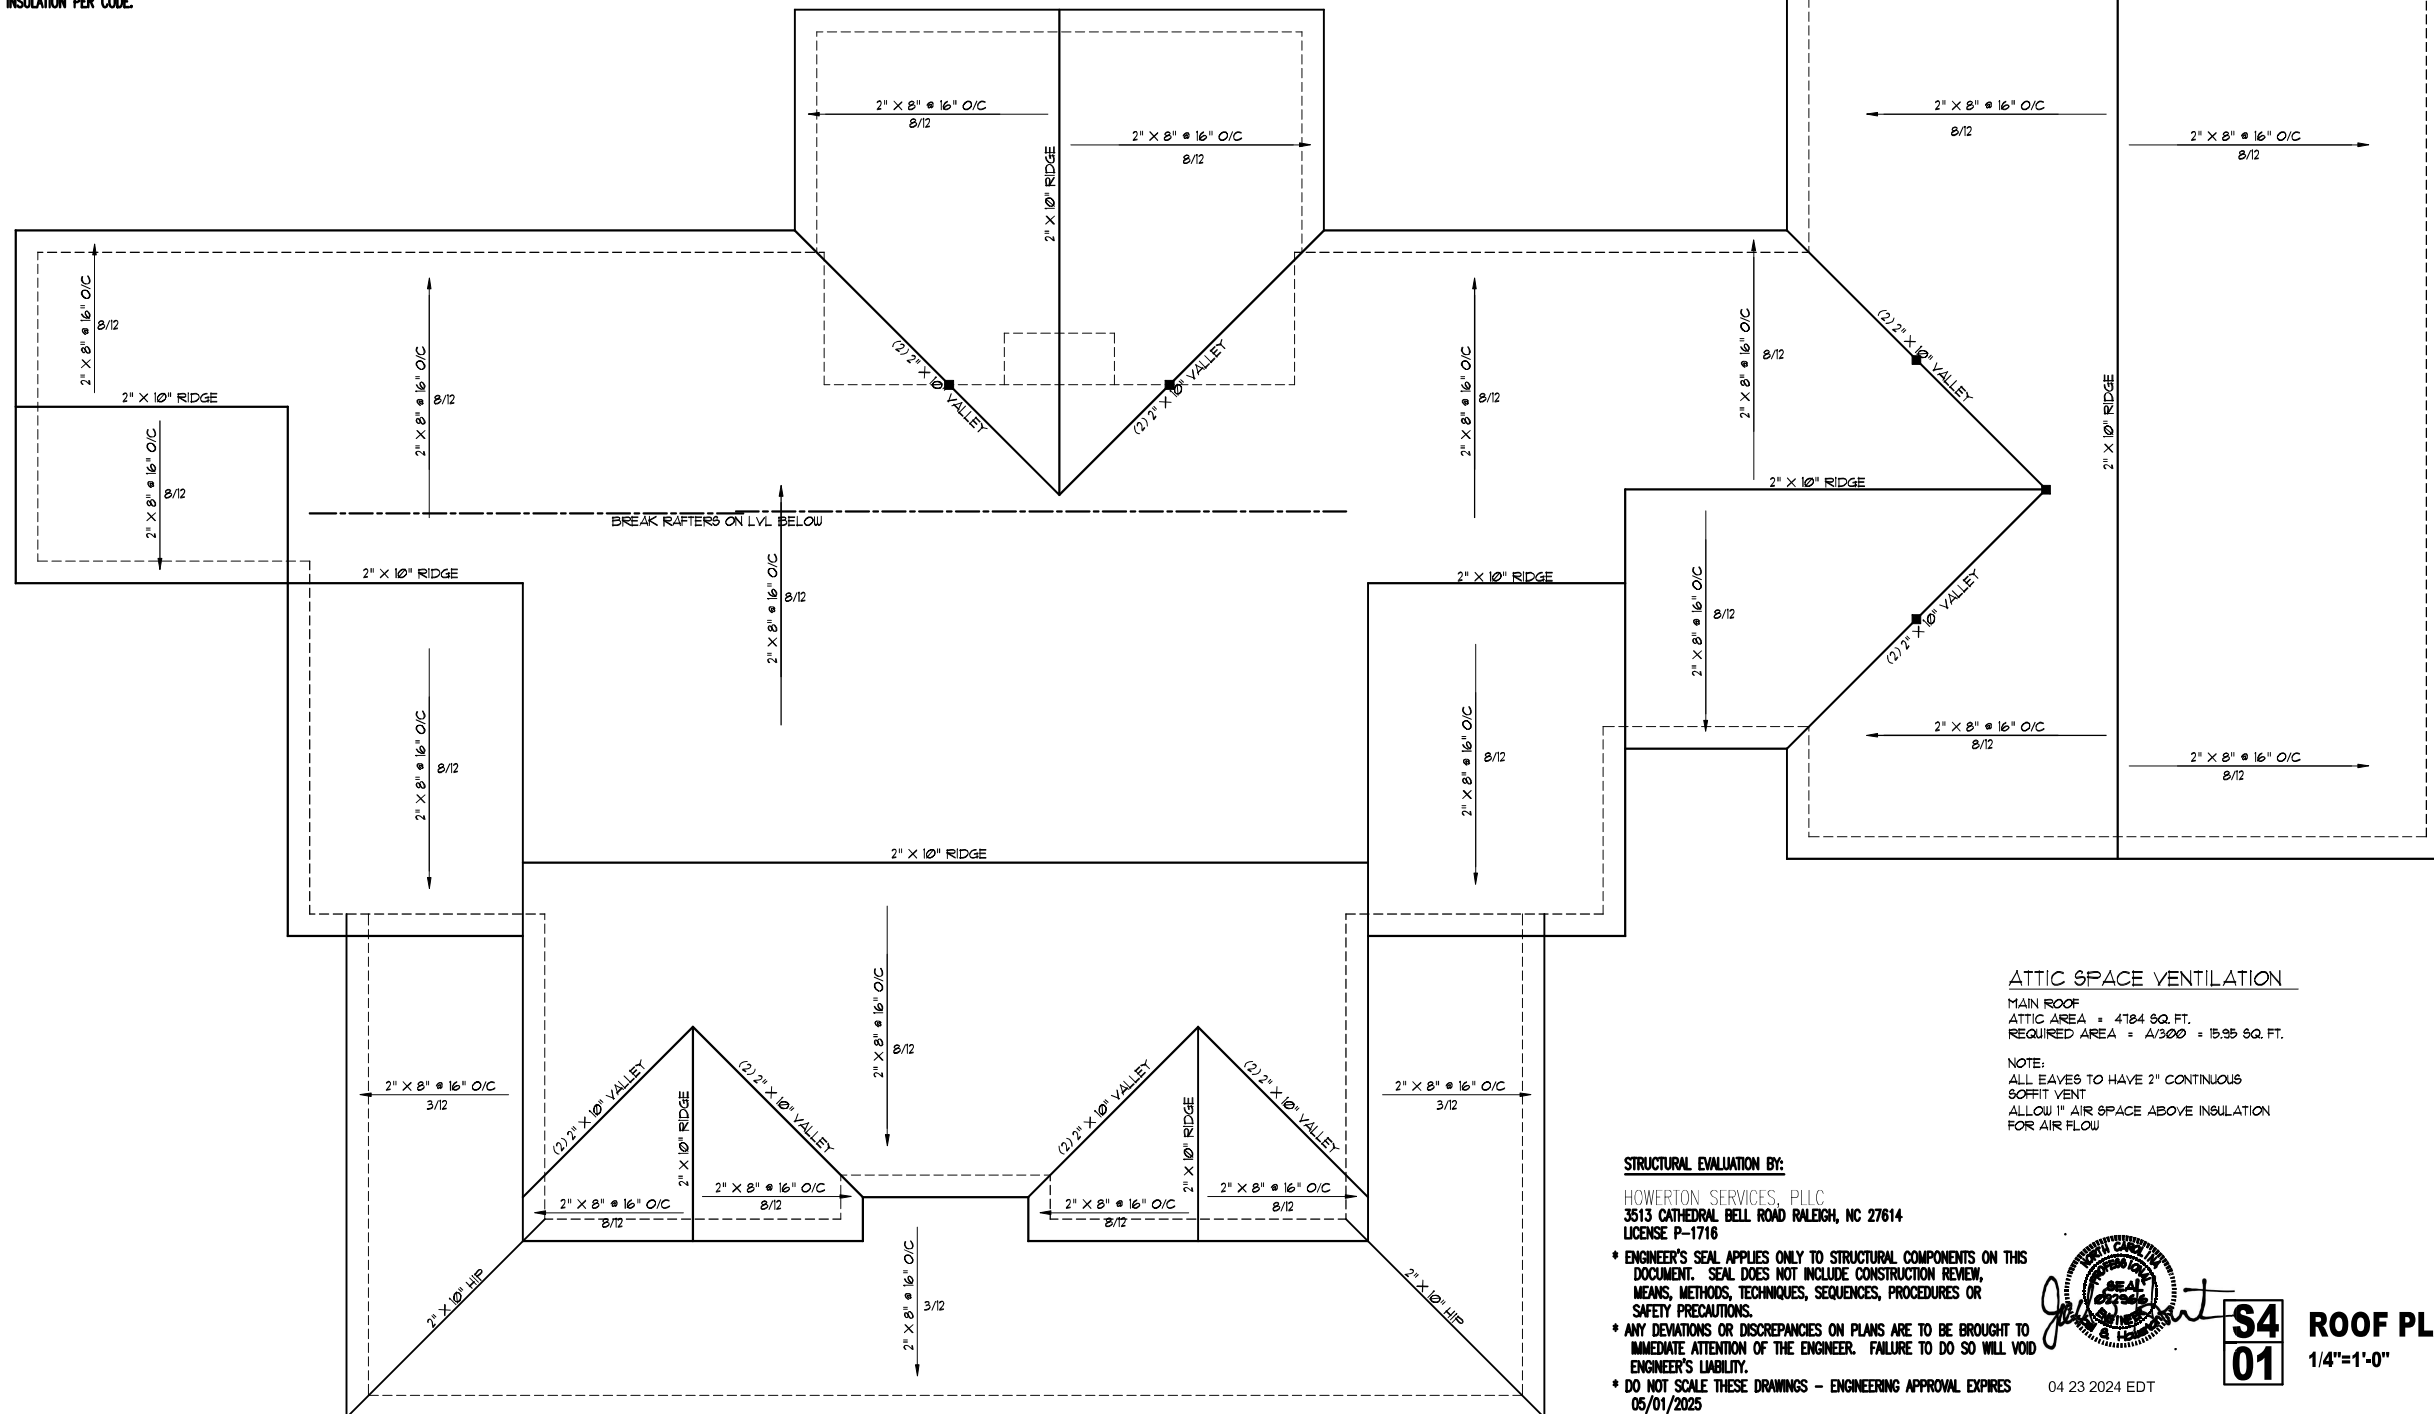 INSULATION PER CODE.
2" X 8" @ 16" O/C
8/12
2" X 8" @ 16" O/C
8/12
2" X 10" RIDGE
2" X 8" @ 16" O/C
8/12
2" X 8" @ 16" O/C
8/12
2" X 8" @ 16" O/C
8/12
2" X 8" @ 16" O/C
8/12
2" X 8" @ 16" O/C
8/12
2" X 8" @ 16" O/C
8/12
(2) 2" X 10" VALLEY
(2) 2" X 10" VALLEY
(2) 2" X 10" VALLEY
2" X 10" RIDGE
2" X 10" RIDGE
2" X 8" @ 16" O/C
8/12
2" X 10" RIDGE
BREAK RAFTERS ON LVL BELOW
2" X 10" RIDGE
2" X 8" @ 16" O/C
8/12
2" X 10" RIDGE
2" X 8" @ 16" O/C
8/12
(2) 2" X 10" VALLEY
2" X 8" @ 16" O/C
8/12
2" X 8" @ 16" O/C
8/12
2" X 8" @ 16" O/C
8/12
2" X 8" @ 16" O/C
8/12
2" X 10" RIDGE
2" X 8" @ 16" O/C
8/12
2" X 8" @ 16" O/C
3/12
(2) 2" X 10" VALLEY
2" X 10" RIDGE
(2) 2" X 10" VALLEY
(2) 2" X 10" VALLEY
2" X 10" RIDGE
(2) 2" X 10" VALLEY
2" X 8" @ 16" O/C
3/12
2" X 8" @ 16" O/C
8/12
2" X 8" @ 16" O/C
8/12
2" X 8" @ 16" O/C
8/12
2" X 8" @ 16" O/C
8/12
2" X 10" HIP
2" X 8" @ 16" O/C
3/12
2" X 10" HIP
ATTIC SPACE VENTILATION
MAIN ROOF
ATTIC AREA = 4784 SQ. FT.
REQUIRED AREA = A/300 = 15.95 SQ. FT.
NOTE:
ALL EAVES TO HAVE 2" CONTINUOUS
SOFFIT VENT
ALLOW 1" AIR SPACE ABOVE INSULATION
FOR AIR FLOW
STRUCTURAL EVALUATION BY:
HOWERTON SERVICES, PLLC
3513 CATHEDRAL BELL ROAD RALEIGH, NC 27614
LICENSE P-1716
* ENGINEER'S SEAL APPLIES ONLY TO STRUCTURAL COMPONENTS ON THIS
DOCUMENT. SEAL DOES NOT INCLUDE CONSTRUCTION REVIEW,
MEANS, METHODS, TECHNIQUES, SEQUENCES, PROCEDURES OR
SAFETY PRECAUTIONS.
* ANY DEVIATIONS OR DISCREPANCIES ON PLANS ARE TO BE BROUGHT TO
IMMEDIATE ATTENTION OF THE ENGINEER. FAILURE TO DO SO WILL VOID
ENGINEER'S LIABILITY.
* DO NOT SCALE THESE DRAWINGS - ENGINEERING APPROVAL EXPIRES
05/01/2025
NORTH CAROLINA
PROFESSIONAL
SEAL
ENGINEER
04 23 2024 EDT
S4
01
ROOF PL
1/4"=1'-0"